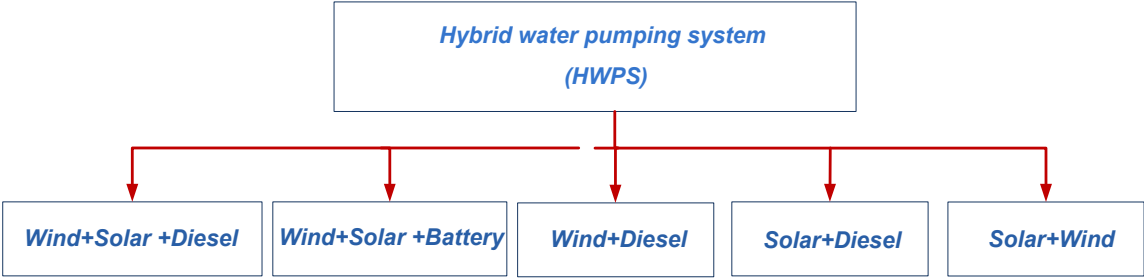 Hybrid water pumping system
(HWPS)
Wind+Solar +Diesel
Wind+Solar +Battery
Wind+Diesel
Solar+Diesel
Solar+Wind